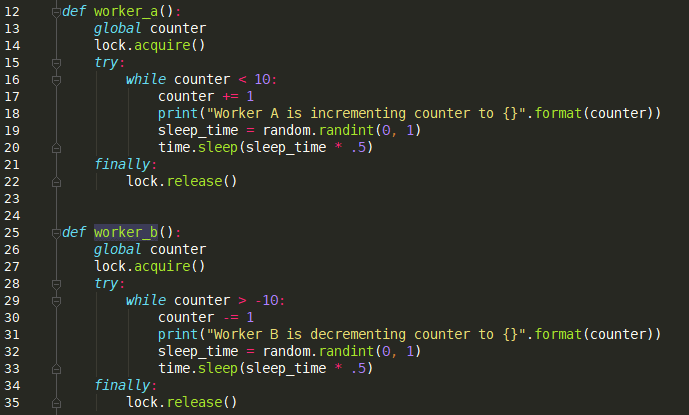 12 def worker_a():
13     global counter
14     lock.acquire()
15     try:
16         while counter < 10:
17             counter += 1
18             print("Worker A is incrementing counter to {}".format(counter))
19             sleep_time = random.randint(0, 1)
20             time.sleep(sleep_time * .5)
21     finally:
22         lock.release()
23
24
25 def worker_b():
26     global counter
27     lock.acquire()
28     try:
29         while counter > -10:
30             counter -= 1
31             print("Worker B is decrementing counter to {}".format(counter))
32             sleep_time = random.randint(0, 1)
33             time.sleep(sleep_time * .5)
34     finally:
35         lock.release()